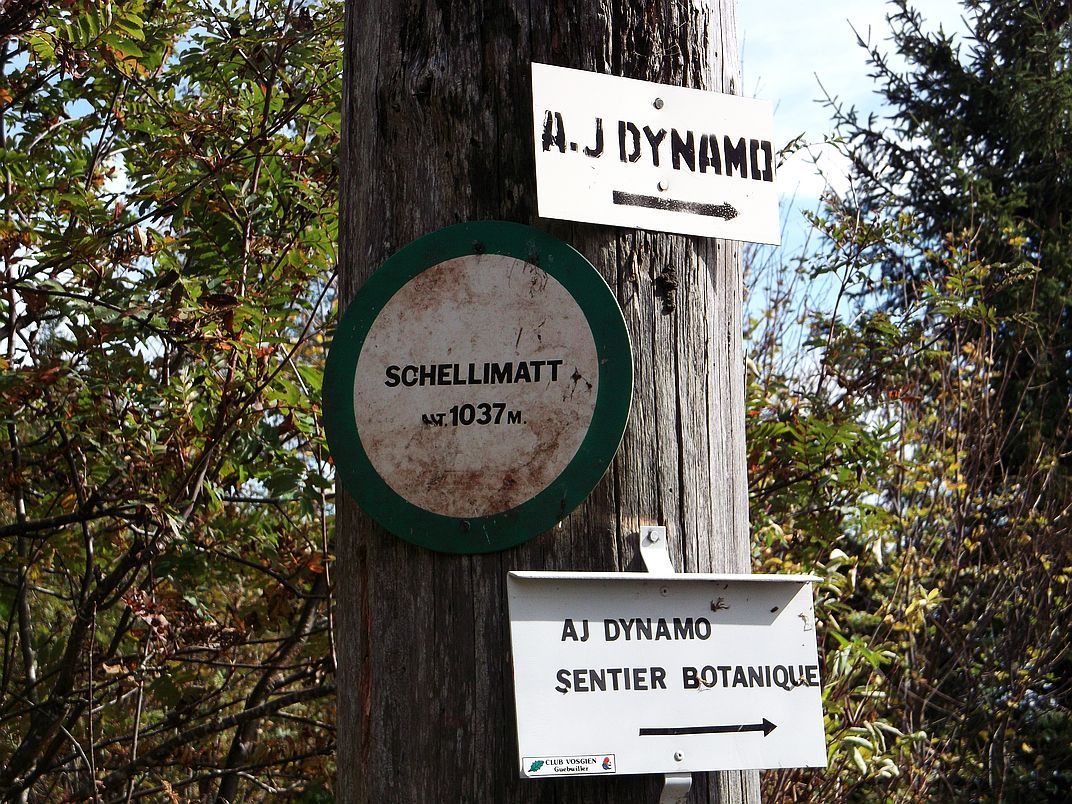 A.J DYNAMO
SCHELLIMATT
ALT. 1037 M.
AJ DYNAMO
SENTIER BOTANIQUE
CLUB VOSGIEN
Guebwiller